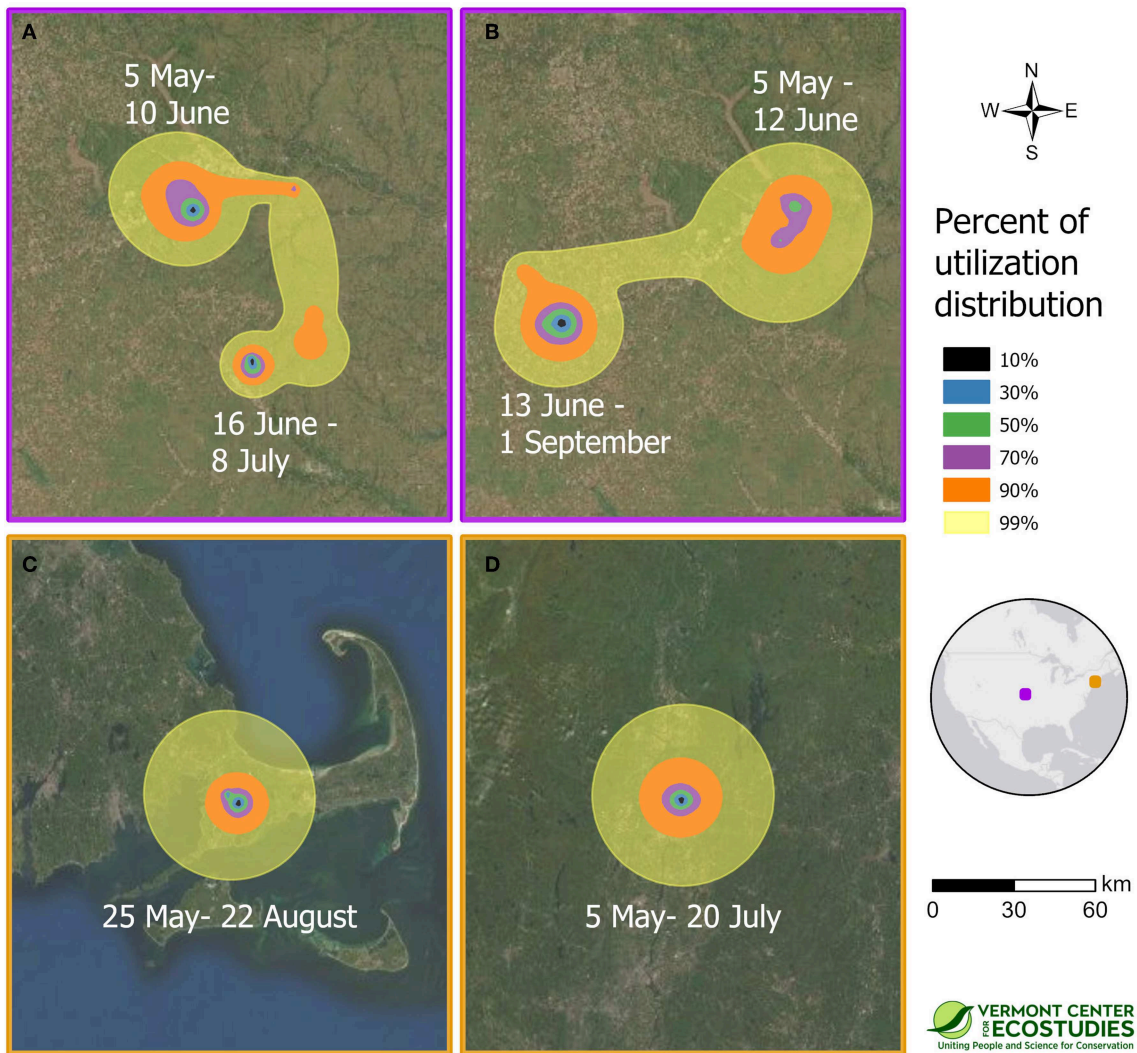 A
5 May-
10 June
16 June -
8 July
B
5 May -
12 June
13 June -
1 September
C
25 May- 22 August
D
5 May- 20 July
N
W E
S
Percent of
utilization
distribution
10%
30%
50%
70%
90%
99%
km
0 30 60
VERMONT CENTER
FOR ECOSTUDIES
Uniting People and Science for Conservation